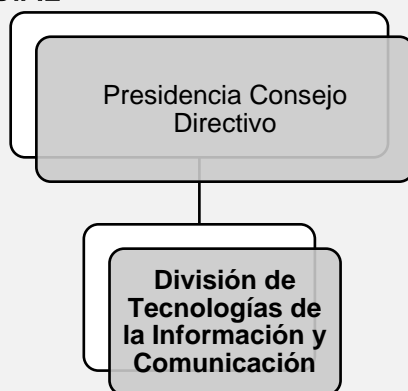 Presidencia Consejo
Directivo
División de
Tecnologías de
la Información y
Comunicación